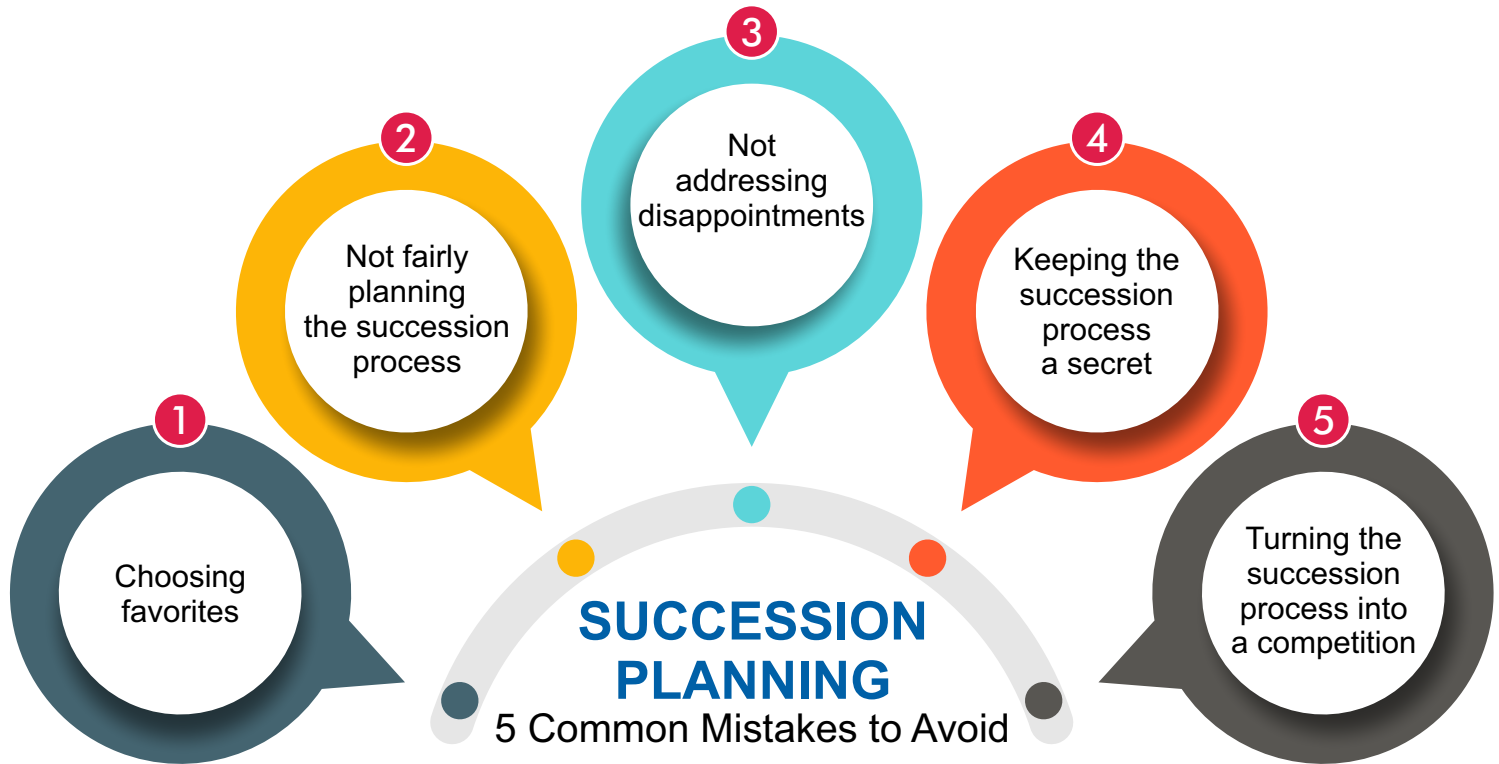 1
Choosing
favorites
2
Not fairly
planning
the succession
process
3
Not
addressing
disappointments
4
Keeping the
succession
process
a secret
5
Turning the
succession
process into
a competition
SUCCESSION
PLANNING
5 Common Mistakes to Avoid